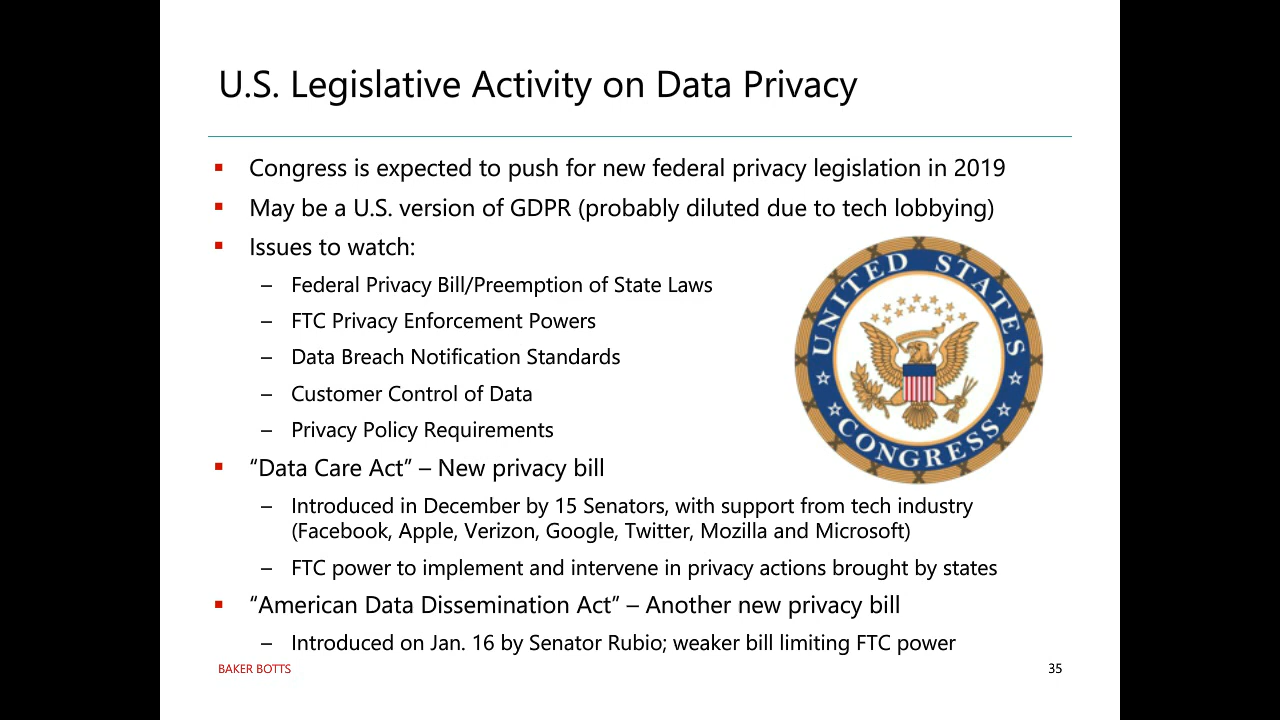 U.S. Legislative Activity on Data Privacy
▪ Congress is expected to push for new federal privacy legislation in 2019
▪ May be a U.S. version of GDPR (probably diluted due to tech lobbying)
▪ Issues to watch:
– Federal Privacy Bill/Preemption of State Laws
– FTC Privacy Enforcement Powers
– Data Breach Notification Standards
– Customer Control of Data
– Privacy Policy Requirements
UNITED STATES
CONGRESS
▪ “Data Care Act” – New privacy bill
– Introduced in December by 15 Senators, with support from tech industry
(Facebook, Apple, Verizon, Google, Twitter, Mozilla and Microsoft)
– FTC power to implement and intervene in privacy actions brought by states
▪ “American Data Dissemination Act” – Another new privacy bill
– Introduced on Jan. 16 by Senator Rubio; weaker bill limiting FTC power
BAKER BOTTS
35